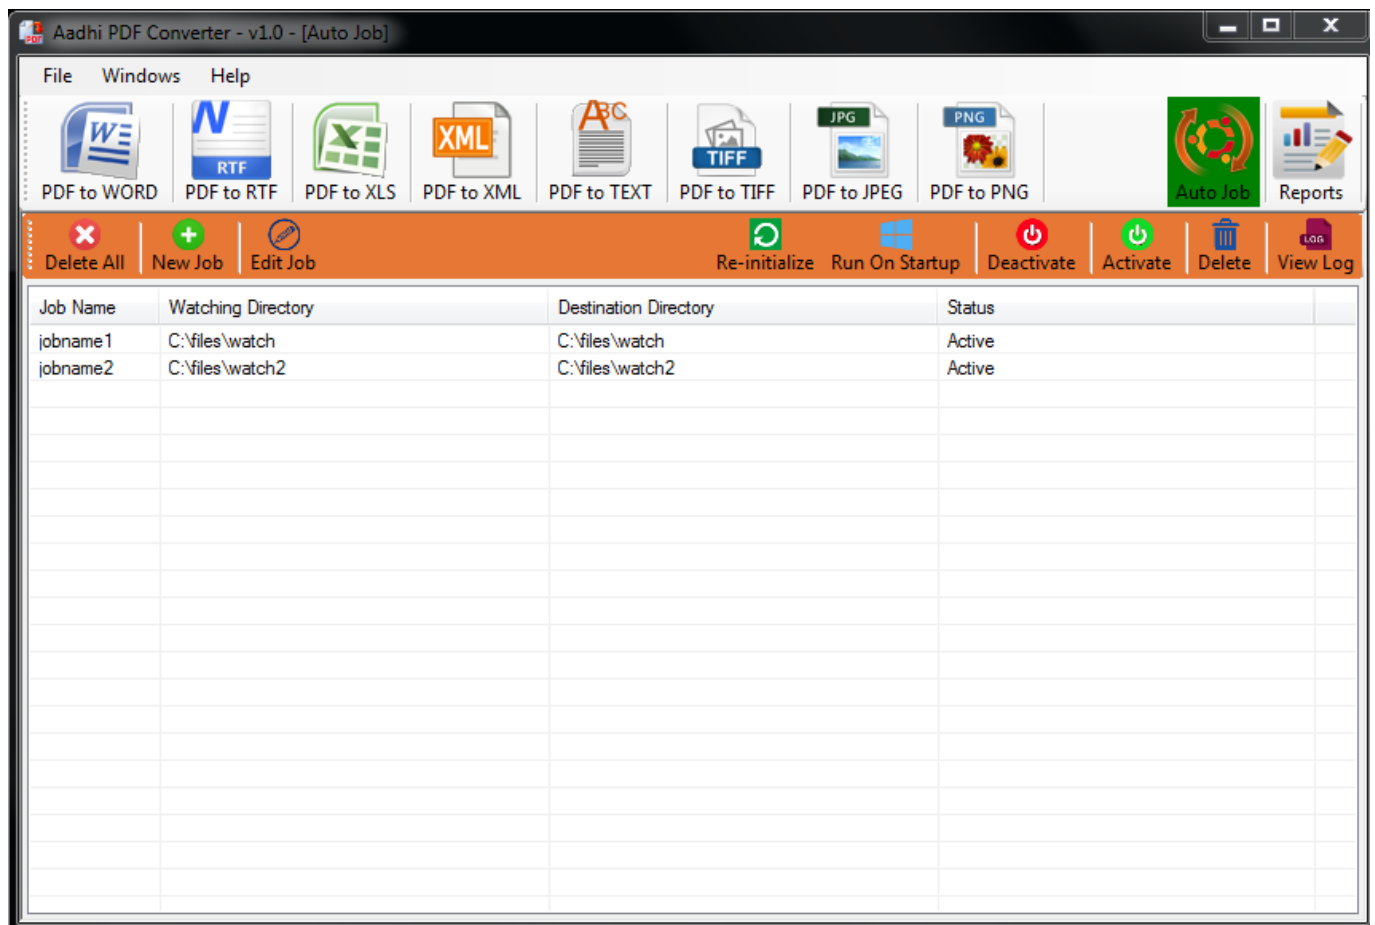 Aadhi PDF Converter - v1.0 - [Auto Job]
File Windows Help
W RTF X XML ABC TIFF JPG PNG
PDF to WORD PDF to RTF PDF to XLS PDF to XML PDF to TEXT PDF to TIFF PDF to JPEG PDF to PNG Auto Job Reports
LOG
Delete All New Job Edit Job Re-initialize Run On Startup Deactivate Activate Delete View Log
Job Name Watching Directory Destination Directory Status
jobname1 C:\files\watch C:\files\watch Active
jobname2 C:\files\watch2 C:\files\watch2 Active